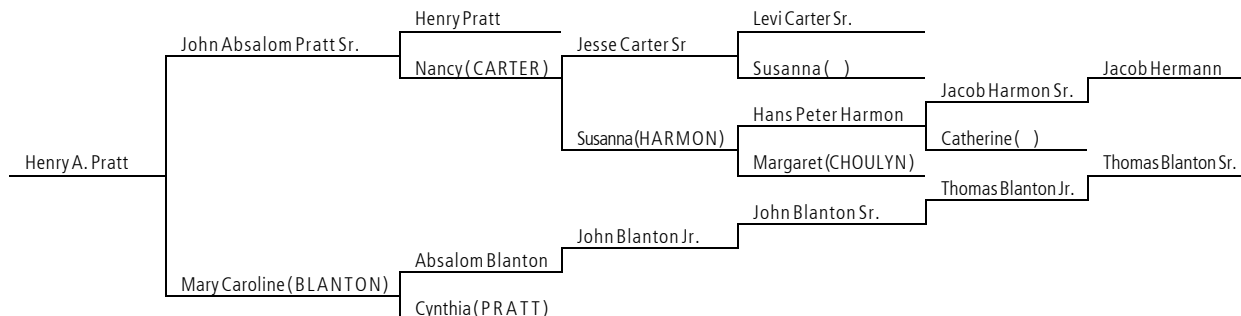 Henry Pratt
Levi Carter Sr.
John Absalom Pratt Sr.
Jesse Carter Sr
Nancy (CARTER)
Susanna ( )
Jacob Hermann
Jacob Harmon Sr.
Hans Peter Harmon
Susanna (HARMON)
Catherine ( )
Henry A. Pratt
Margaret (CHOULYN)
Thomas Blanton Sr.
Thomas Blanton Jr.
John Blanton Sr.
John Blanton Jr.
Absalom Blanton
Mary Caroline (BLANTON)
Cynthia (PRATT)